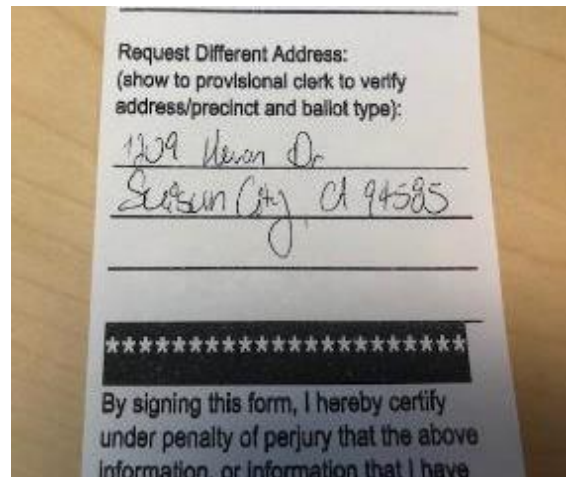 Request Different Address:
(show to provisional clerk to verify
address/precinct and ballot type):
1209 Dr
Suisun City, CA 94585
********************
By signing this form, I hereby certify
under penalty of perjury that the above
information, or information that I have